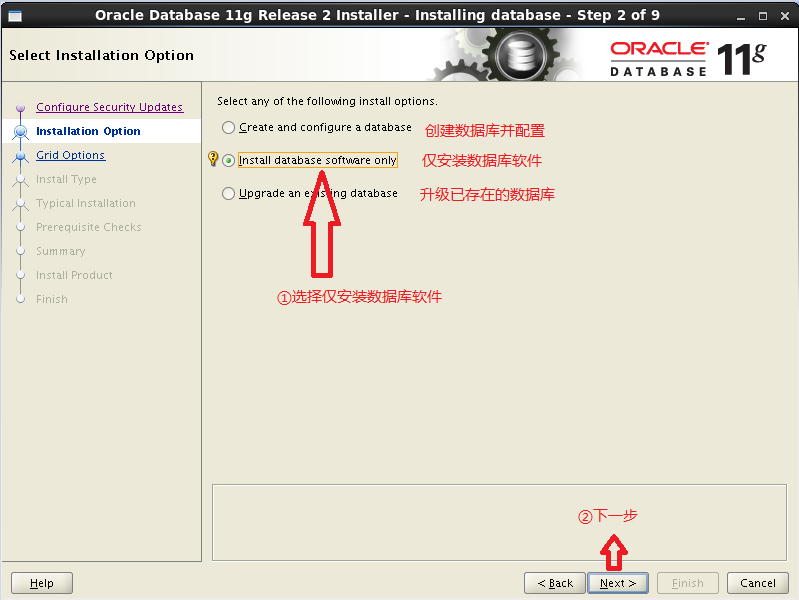 Oracle Database 11g Release 2 Installer - Installing database - Step 2 of 9
Select Installation Option
ORACLE®
DATABASE
11g
Configure Security Updates
Installation Option
Grid Options
Install Type
Typical Installation
Prerequisite Checks
Summary
Install Product
Finish
Select any of the following install options.
Create and configure a database 创建数据库并配置
Install database software only 仅安装数据库软件
Upgrade an existing database 升级已存在的数据库
①选择仅安装数据库软件
②下一步
Help
< Back
Next >
Finish
Cancel